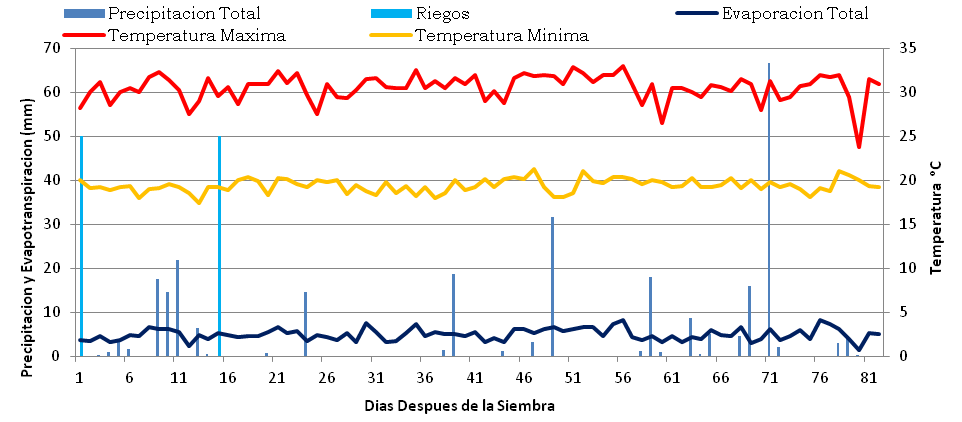 Precipitacion Total Riegos Evaporacion Total
Temperatura Maxima Temperatura Minima
70 35
60 30
50 25
40 20
30 15
20 10
10 5
0 0
1 6 11 16 21 26 31 36 41 46 51 56 61 66 71 76 81
Precipitacion y Evapotranspiracion (mm)
Temperatura °C
Dias Despues de la Siembra